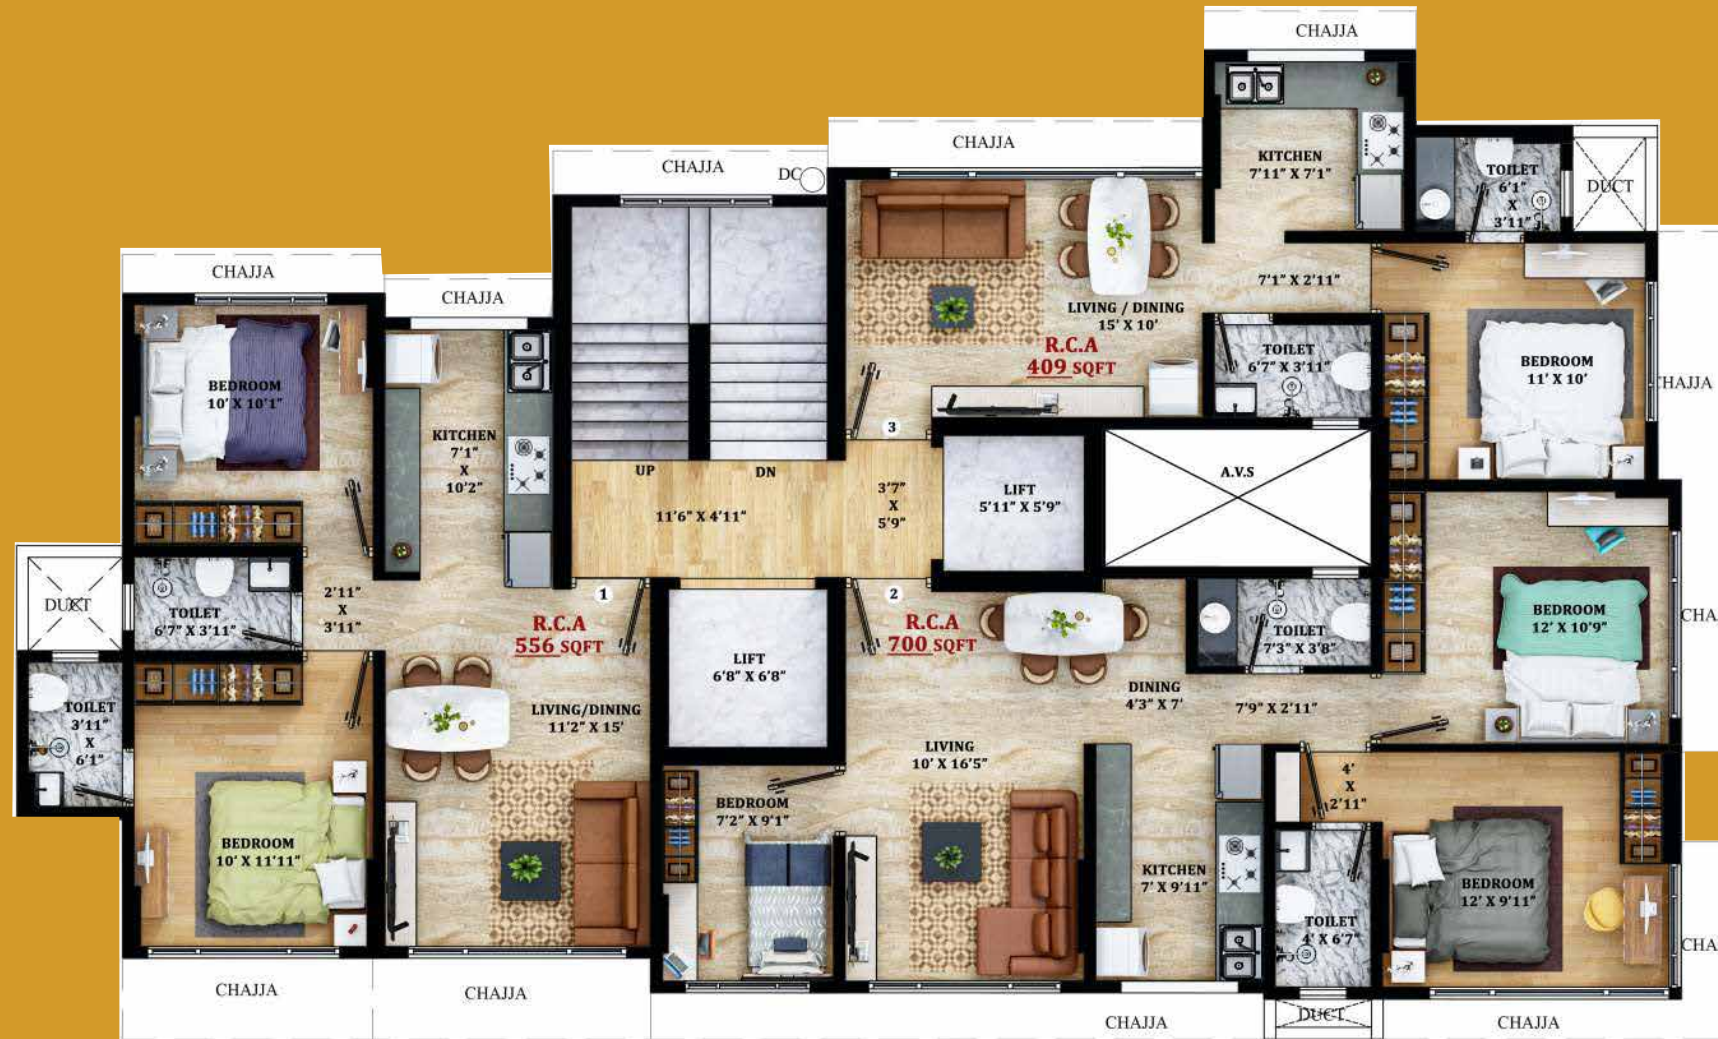 CHAJJA
CHAJJA
CHAJJA
DC
KITCHEN
7'11" X 7'1"
TOILET
6'1"
X
3'11"
DUCT
CHAJJA
CHAJJA
7'1" X 2'11"
LIVING / DINING
15' X 10'
R.C.A
409 SQFT
TOILET
6'7" X 3'11"
BEDROOM
11' X 10'
CHAJJA
BEDROOM
10' X 10'1"
KITCHEN
7'1"
X
10'2"
3
UP
DN
11'6" X 4'11"
3'7"
X
5'9"
LIFT
5'11" X 5'9"
A.V.S
DUCT
TOILET
6'7" X 3'11"
2'11"
X
3'11"
1
R.C.A
556 SQFT
2
R.C.A
700 SQFT
TOILET
7'3" X 3'8"
BEDROOM
12' X 10'9"
CHA
LIFT
6'8" X 6'8"
TOILET
3'11"
X
6'1"
LIVING/DINING
11'2" X 15'
DINING
4'3" X 7'
7'9" X 2'11"
LIVING
10' X 16'5"
BEDROOM
7'2" X 9'1"
4'
X
2'11"
BEDROOM
10' X 11'11"
KITCHEN
7' X 9'11"
BEDROOM
12' X 9'11"
TOILET
4' X 6'7"
CHA
CHAJJA
CHAJJA
CHAJJA
DUCT
CHAJJA